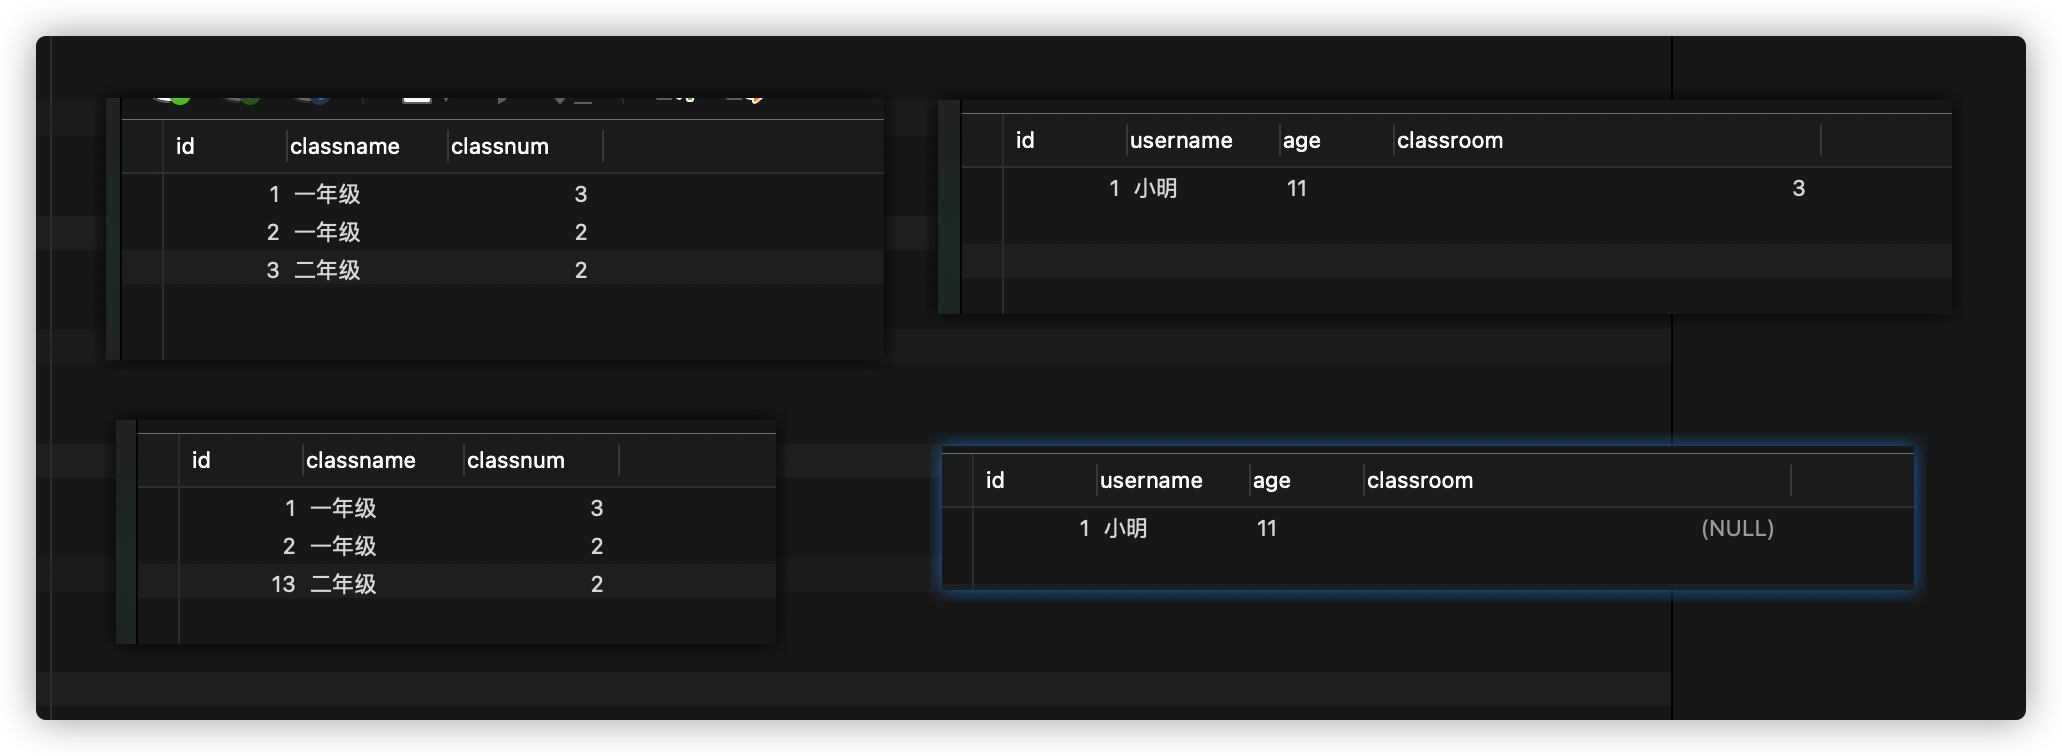 id classname classnum
1 一年级 3
2 一年级 2
3 二年级 2
id username age classroom
1 小明 11 3
id classname classnum
1 一年级 3
2 一年级 2
13 二年级 2
id username age classroom
1 小明 11 (NULL)